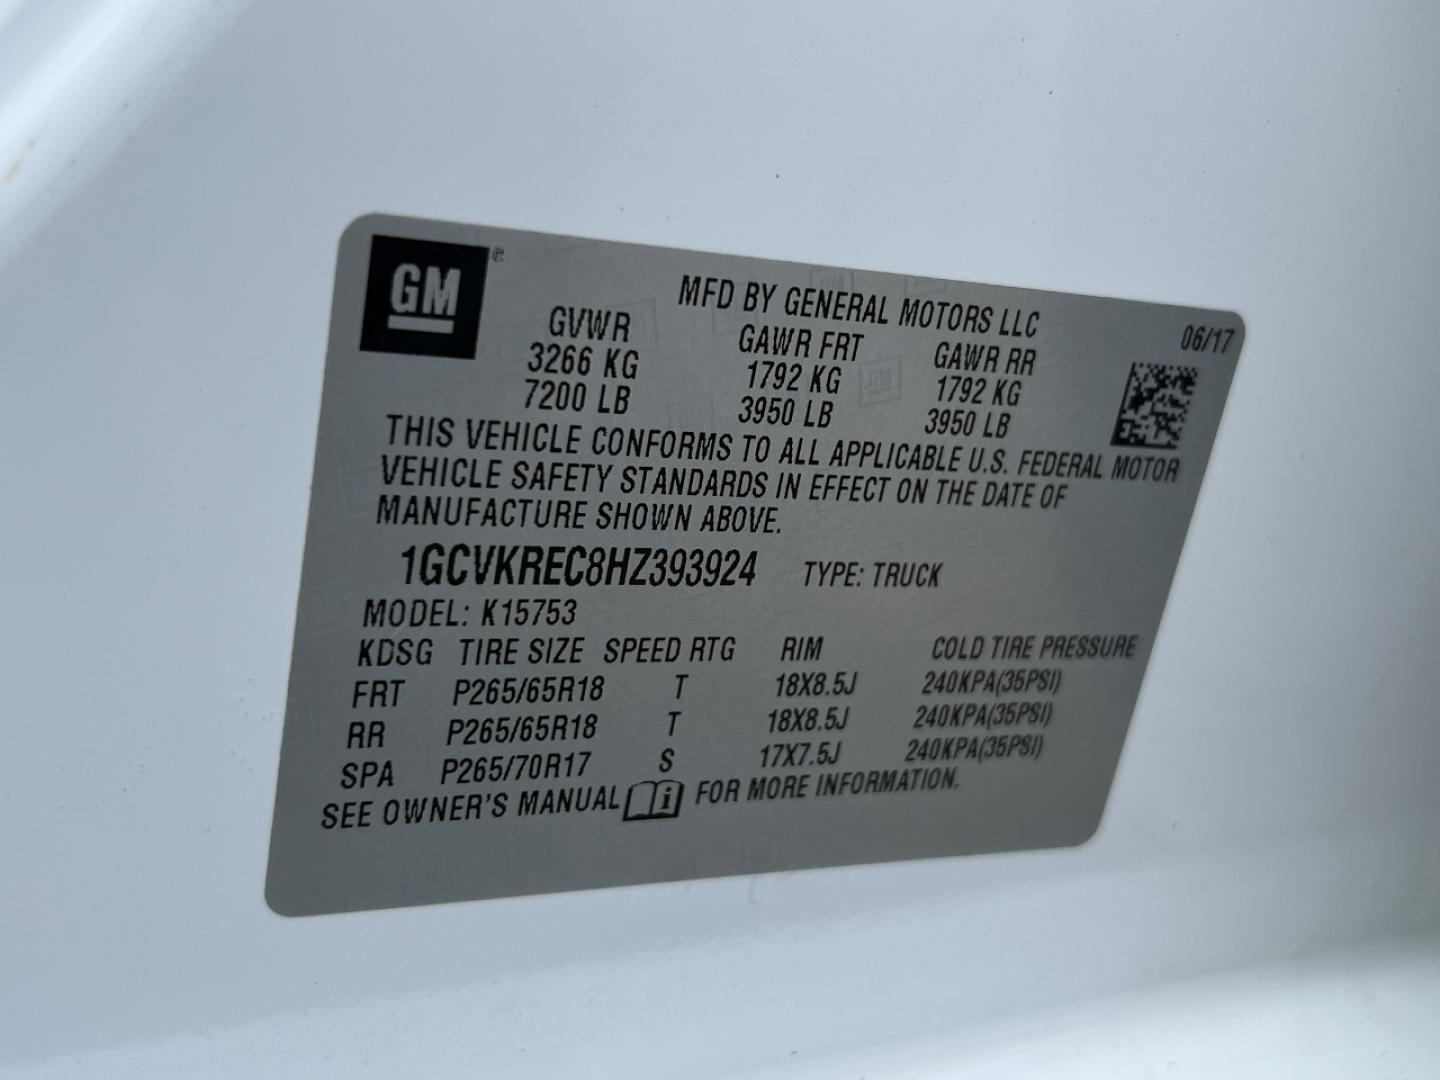 GM
MFD BY GENERAL MOTORS LLC
06/17
GVWR GAWR FRT GAWR RR
3266 KG 1792 KG 1792 KG
7200 LB 3950 LB 3950 LB
THIS VEHICLE CONFORMS TO ALL APPLICABLE U.S. FEDERAL MOTOR
VEHICLE SAFETY STANDARDS IN EFFECT ON THE DATE OF
MANUFACTURE SHOWN ABOVE.
1GCVKREC8HZ393924 TYPE: TRUCK
MODEL: K15753
KDSG TIRE SIZE SPEED RTG RIM COLD TIRE PRESSURE
FRT P265/65R18 T 18X8.5J 240KPA(35PSI)
RR P265/65R18 T 18X8.5J 240KPA(35PSI)
SPA P265/70R17 S 17X7.5J 240KPA(35PSI)
SEE OWNER'S MANUAL i FOR MORE INFORMATION.